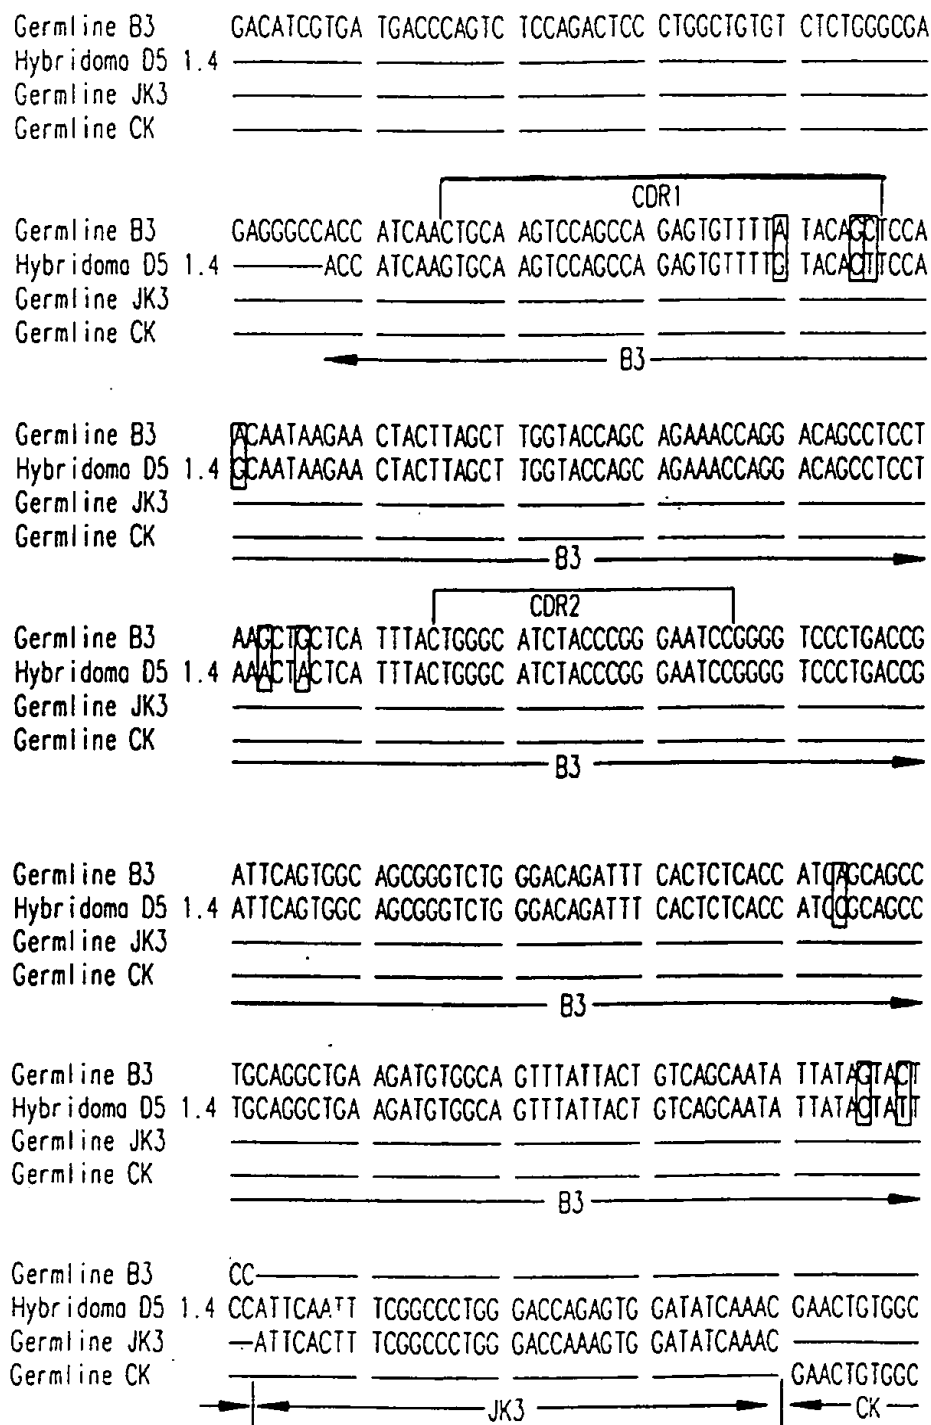 Germline B3 GACATCGTGA TGACCCAGTC TCCAGACTCC CTGGCTGTGT CTCTGGGCGA
Hybridoma D5 1.4
Germline JK3
Germline CK
CDR1
Germline B3 GAGGGCCACC ATCAACTGCA AGTCCAGCCA GAGTGTTTTA TACAGCTCCA
Hybridoma D5 1.4 ACC ATCAAGTGCA AGTCCAGCCA GAGTGTTTTG TACACTTCCA
Germline JK3
Germline CK
B3
Germline B3 ACAATAAGAA CTACTTAGCT TGGTACCAGC AGAAACCAGG ACAGCCTCCT
Hybridoma D5 1.4 GCAATAAGAA CTACTTAGCT TGGTACCAGC AGAAACCAGG ACAGCCTCCT
Germline JK3
Germline CK
B3
CDR2
Germline B3 AAGCTGCTCA TTTACTGGGC ATCTACCCGG GAATCCGGGG TCCCTGACCG
Hybridoma D5 1.4 AAACTACTCA TTTACTGGGC ATCTACCCGG GAATCCGGGG TCCCTGACCG
Germline JK3
Germline CK
B3
Germline B3 ATTCAGTGGC AGCGGGTCTG GGACAGATTT CACTCTCACC ATCAGCAGCC
Hybridoma D5 1.4 ATTCAGTGGC AGCGGGTCTG GGACAGATTT CACTCTCACC ATCCGCAGCC
Germline JK3
Germline CK
B3
Germline B3 TGCAGGCTGA AGATGTGGCA GTTTATTACT GTCAGCAATA TTATAGTACT
Hybridoma D5 1.4 TGCAGGCTGA AGATGTGGCA GTTTATTACT GTCAGCAATA TTATACTATT
Germline JK3
Germline CK
B3
Germline B3 CC
Hybridoma D5 1.4 CCATTCAATT TCGGCCCTGG GACCAGAGTG GATATCAAAC GAACTGTGGC
Germline JK3 ATTCACTT TCGGCCCTGG GACCAAAGTG GATATCAAAC
Germline CK GAACTGTGGC
JK3 CK